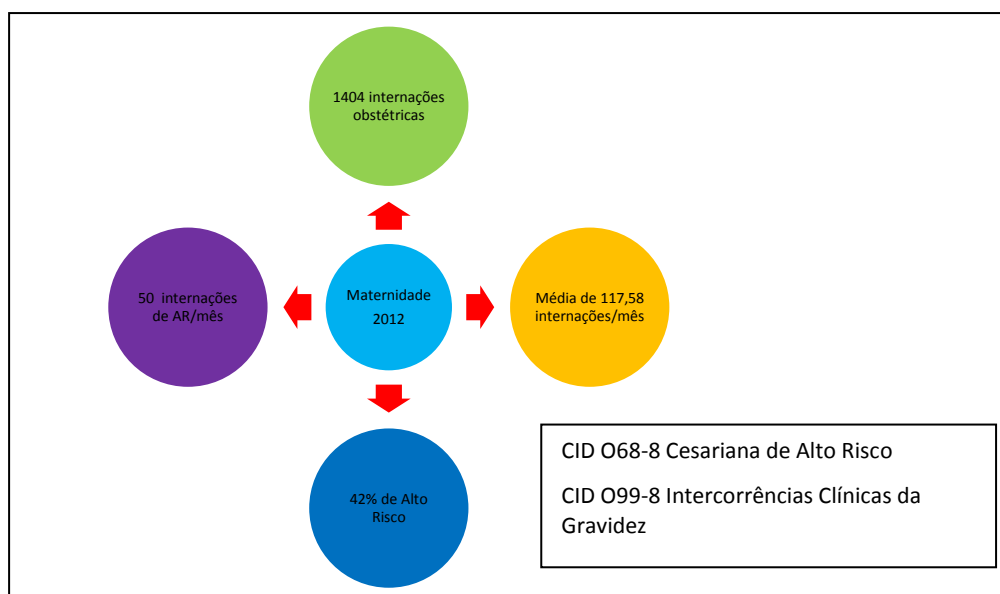 1404 internações
obstétricas
50 internações
de AR/mês
Maternidade
2012
Média de 117,58
internações/mês
42% de Alto
Risco
CID O68-8 Cesariana de Alto Risco
CID O99-8 Intercorrências Clínicas da
Gravidez